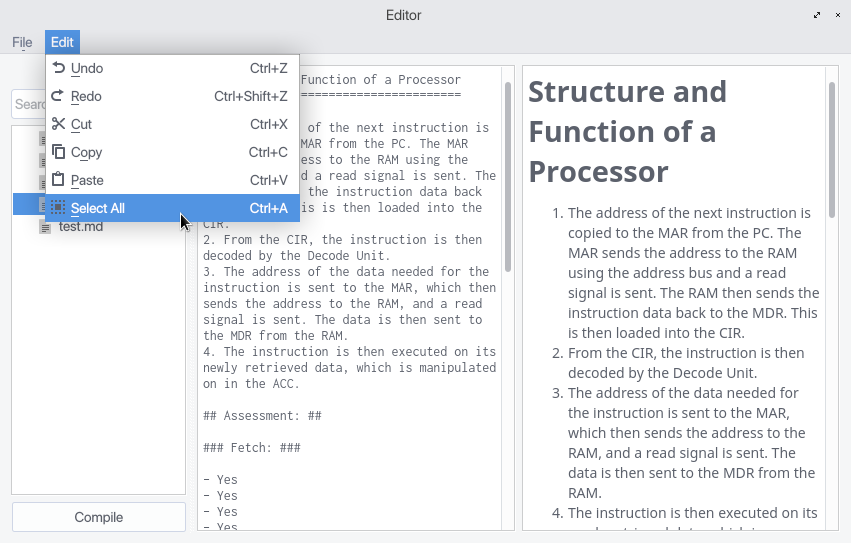 Editor
File
Edit
Undo Ctrl+Z
Redo Ctrl+Shift+Z
Cut Ctrl+X
Copy Ctrl+C
Paste Ctrl+V
Select All Ctrl+A
Sear
test.md
Compile
Function of a Processor
=======================
of the next instruction is
MAR from the PC. The MAR
ess to the RAM using the
d a read signal is sent. The
the instruction data back
is is then loaded into the
CIR.
2. From the CIR, the instruction is then
decoded by the Decode Unit.
3. The address of the data needed for the
instruction is sent to the MAR, which then
sends the address to the RAM, and a read
signal is sent. The data is then sent to
the MDR from the RAM.
4. The instruction is then executed on its
newly retrieved data, which is manipulated
on in the ACC.
## Assessment: ##
### Fetch: ###
- Yes
- Yes
- Yes
- Yes
Structure and
Function of a
Processor
1. The address of the next instruction is
copied to the MAR from the PC. The
MAR sends the address to the RAM
using the address bus and a read
signal is sent. The RAM then sends the
instruction data back to the MDR. This
is then loaded into the CIR.
2. From the CIR, the instruction is then
decoded by the Decode Unit.
3. The address of the data needed for
the instruction is sent to the MAR,
which then sends the address to the
RAM, and a read signal is sent. The
data is then sent to the MDR from the
RAM.
4. The instruction is then executed on its